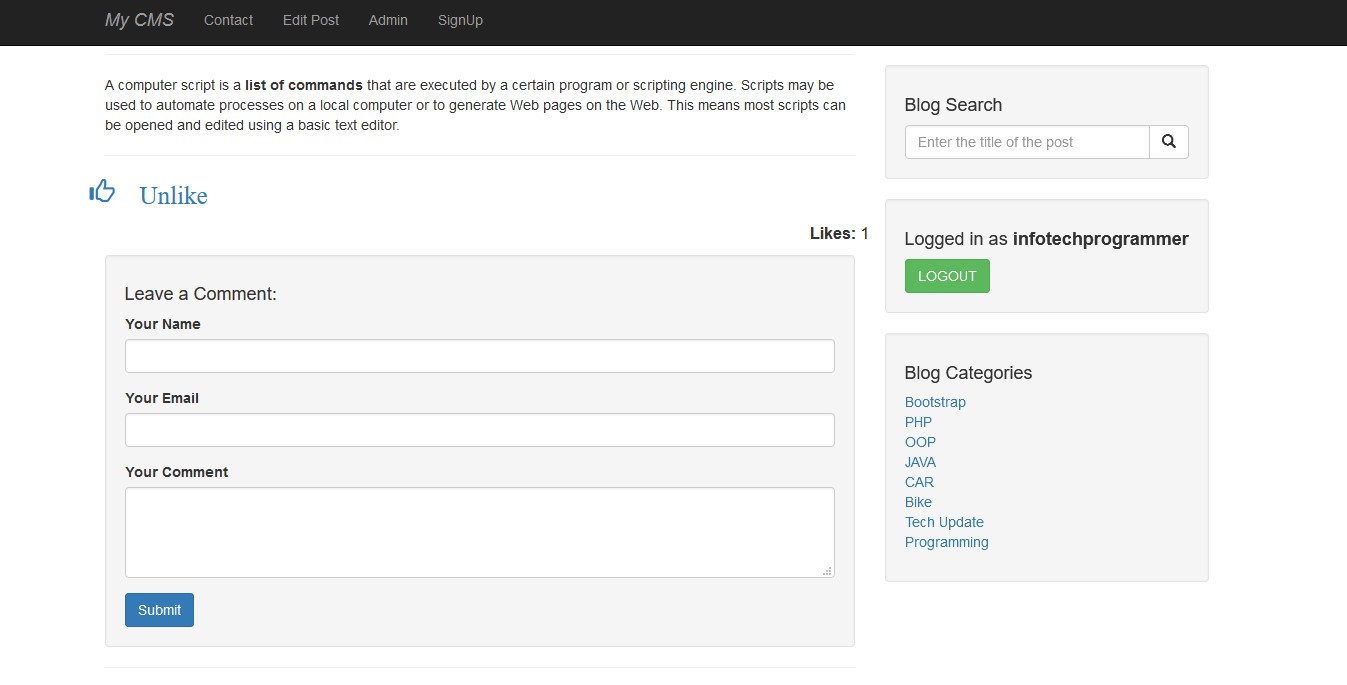 My CMS Contact Edit Post Admin SignUp
A computer script is a list of commands that are executed by a certain program or scripting engine. Scripts may
be used to automate processes on a local computer or to generate Web pages on the Web. This means most scripts can
be opened and edited using a basic text editor.
Unlike
Likes: 1
Leave a Comment:
Your Name
Your Email
Your Comment
Submit
Blog Search
Enter the title of the post
Logged in as infotechprogrammer
LOGOUT
Blog Categories
Bootstrap
PHP
OOP
JAVA
CAR
Bike
Tech Update
Programming